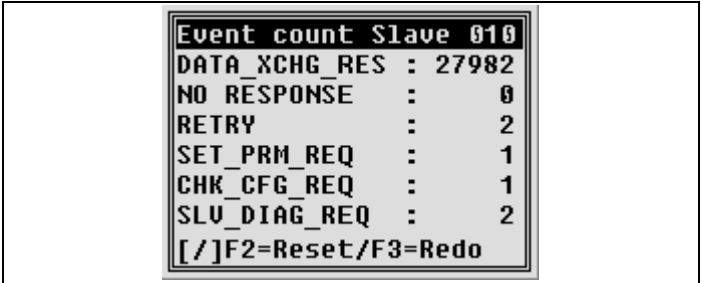 Event count Slave 010
DATA_XCHG_RES : 27982
NO RESPONSE : 0
RETRY : 2
SET_PRM_REQ : 1
CHK_CFG_REQ : 1
SLV_DIAG_REQ : 2
[/]F2=Reset/F3=Redo